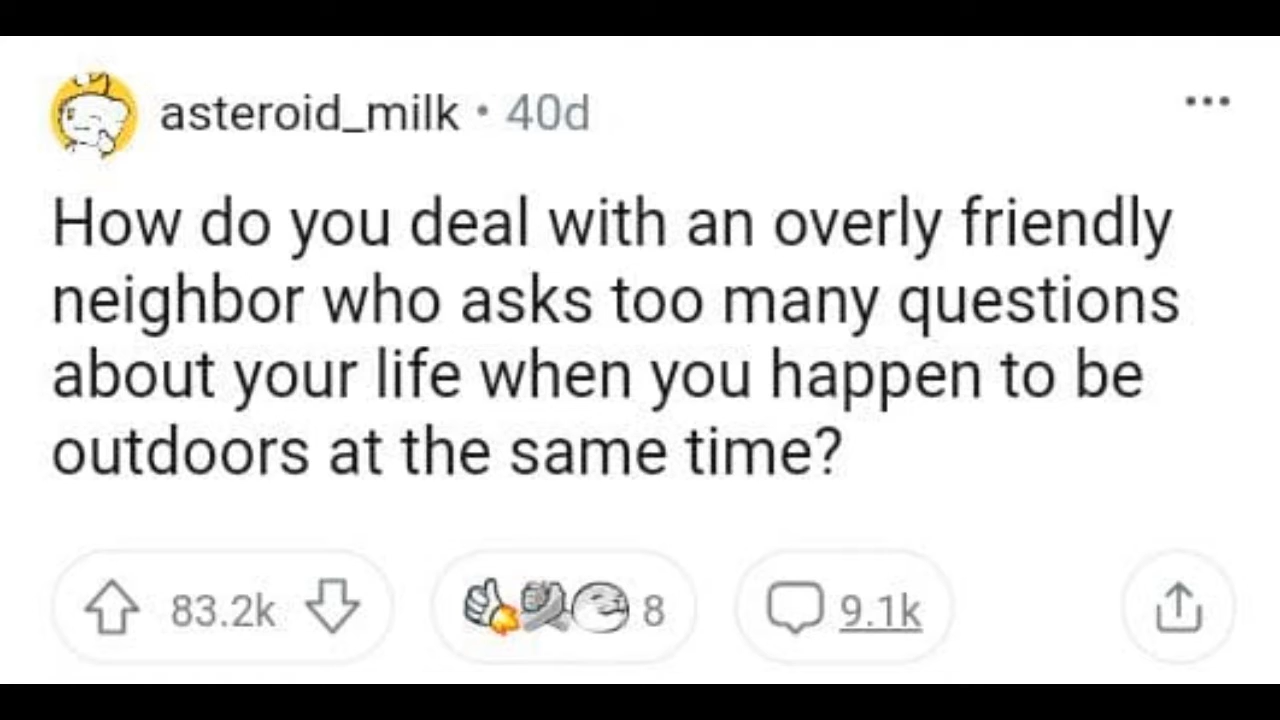 asteroid_milk • 40d
How do you deal with an overly friendly
neighbor who asks too many questions
about your life when you happen to be
outdoors at the same time?
83.2k 8 9.1k